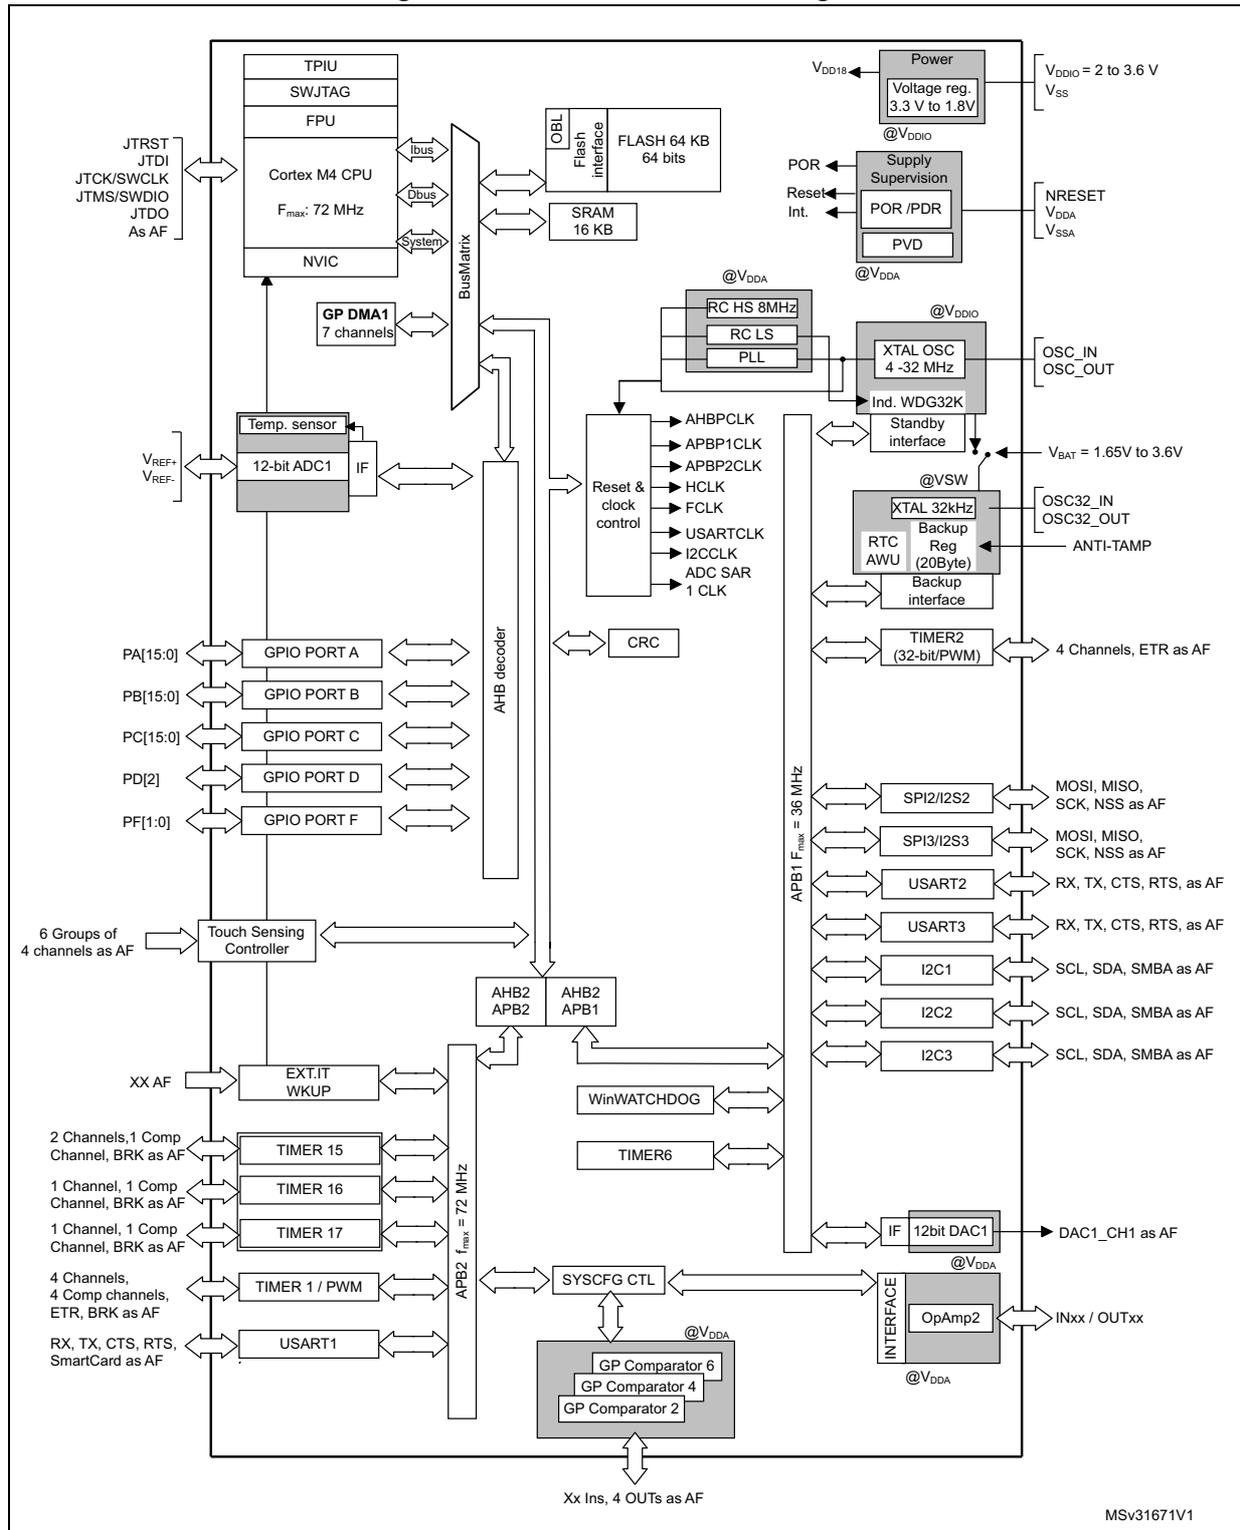 TPIU
SWJTAG
FPU
Cortex M4 CPU
Fmax: 72 MHz
NVIC
JTRST
JTDI
JTCK/SWCLK
JTMS/SWDIO
JTDO
As AF
Ibus
Dbus
System
BusMatrix
OBL
Flash
interface
FLASH 64 KB
64 bits
SRAM
16 KB
GP DMA1
7 channels
VDD18
Power
Voltage reg.
3.3 V to 1.8V
@VDDIO
VDDIO = 2 to 3.6 V
VSS
POR
Reset
Int.
Supply
Supervision
POR /PDR
PVD
@VDDA
NRESET
VDDA
VSSA
@VDDA
RC HS 8MHz
RC LS
PLL
@VDDIO
XTAL OSC
4 -32 MHz
Ind. WDG32K
Standby
interface
OSC_IN
OSC_OUT
VBAT = 1.65V to 3.6V
@VSW
XTAL 32kHz
RTC
AWU
Backup
Reg
(20Byte)
Backup
interface
OSC32_IN
OSC32_OUT
ANTI-TAMP
Temp. sensor
12-bit ADC1
IF
VREF+
VREF-
Reset &
clock
control
AHBPCLK
APBP1CLK
APBP2CLK
HCLK
FCLK
USARTCLK
I2CCLK
ADC SAR
1 CLK
CRC
AHB decoder
PA[15:0]
GPIO PORT A
PB[15:0]
GPIO PORT B
PC[15:0]
GPIO PORT C
PD[2]
GPIO PORT D
PF[1:0]
GPIO PORT F
6 Groups of
4 channels as AF
Touch Sensing
Controller
AHB2
APB2
AHB2
APB1
APB1 Fmax = 36 MHz
TIMER2
(32-bit/PWM)
4 Channels, ETR as AF
SPI2/I2S2
MOSI, MISO,
SCK, NSS as AF
SPI3/I2S3
MOSI, MISO,
SCK, NSS as AF
USART2
RX, TX, CTS, RTS, as AF
USART3
RX, TX, CTS, RTS, as AF
I2C1
SCL, SDA, SMBA as AF
I2C2
SCL, SDA, SMBA as AF
I2C3
SCL, SDA, SMBA as AF
XX AF
EXT.IT
WKUP
WinWATCHDOG
TIMER6
2 Channels,1 Comp
Channel, BRK as AF
TIMER 15
1 Channel, 1 Comp
Channel, BRK as AF
TIMER 16
1 Channel, 1 Comp
Channel, BRK as AF
TIMER 17
4 Channels,
4 Comp channels,
ETR, BRK as AF
TIMER 1 / PWM
RX, TX, CTS, RTS,
SmartCard as AF
USART1
APB2 fmax = 72 MHz
SYSCFG CTL
IF
12bit DAC1
DAC1_CH1 as AF
@VDDA
INTERFACE
OpAmp2
INxx / OUTxx
@VDDA
@VDDA
GP Comparator 6
GP Comparator 4
GP Comparator 2
Xx Ins, 4 OUTs as AF
MSv31671V1